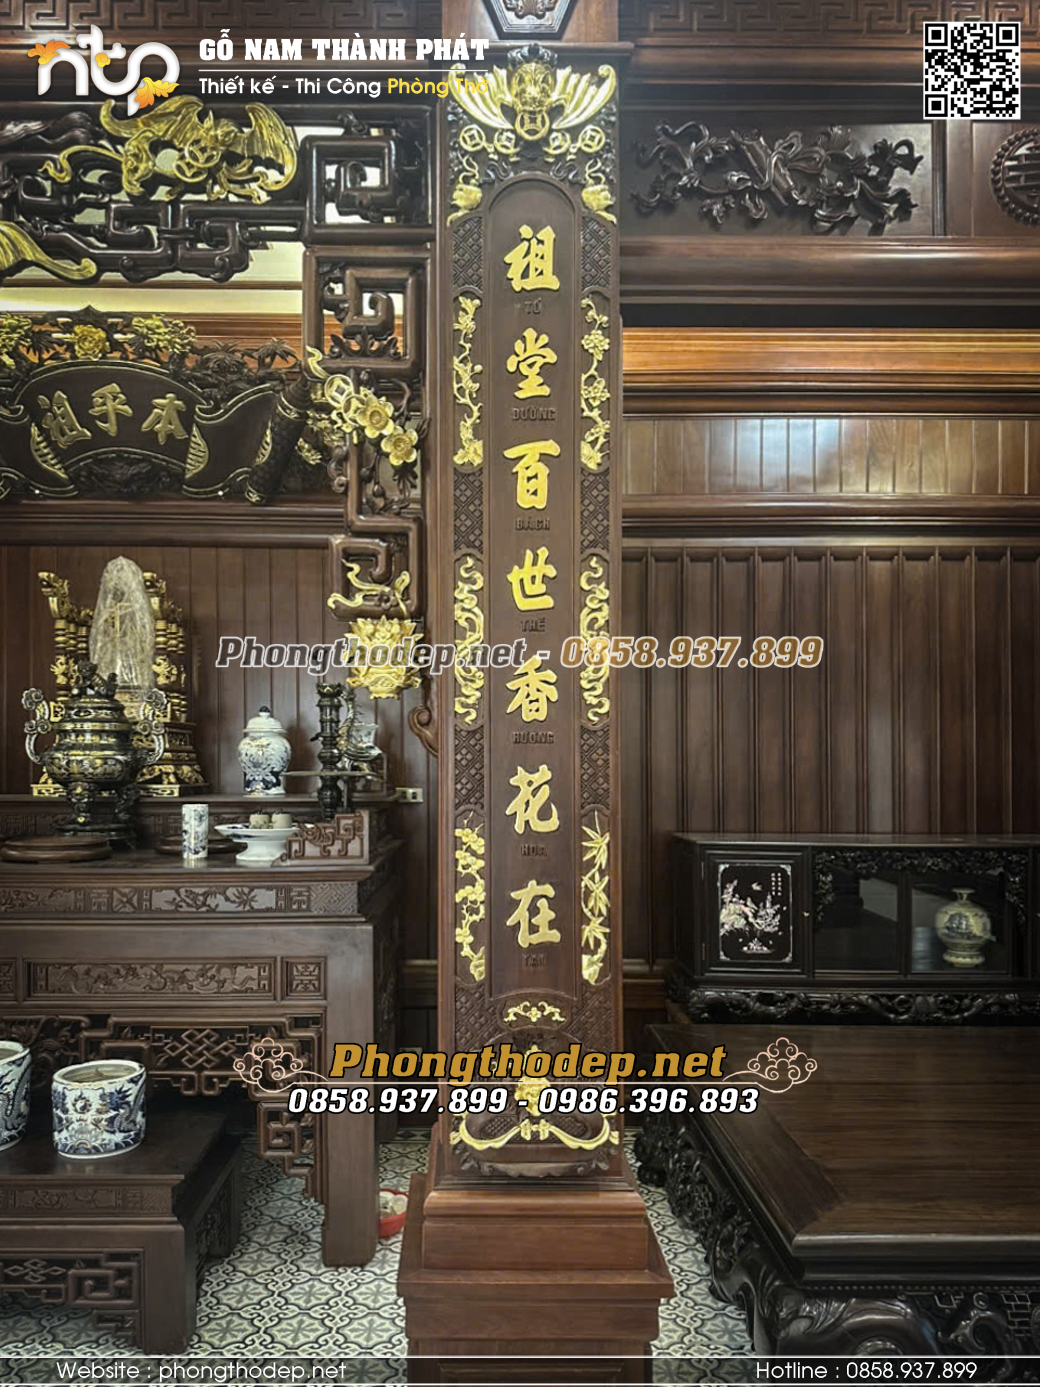 GỖ NAM THÀNH PHÁT
Thiết kế - Thi Công Phòng Thờ
祖
TỔ
堂
ĐƯỜNG
百
BÁCH
世
THẾ
香
HƯƠNG
花
HOA
在
TẠI
祖乎本
Phongthodep.net - 0858.937.899
Phongthodep.net
0858.937.899 - 0986.396.893
Website : phongthodep.net
Hotline : 0858.937.899